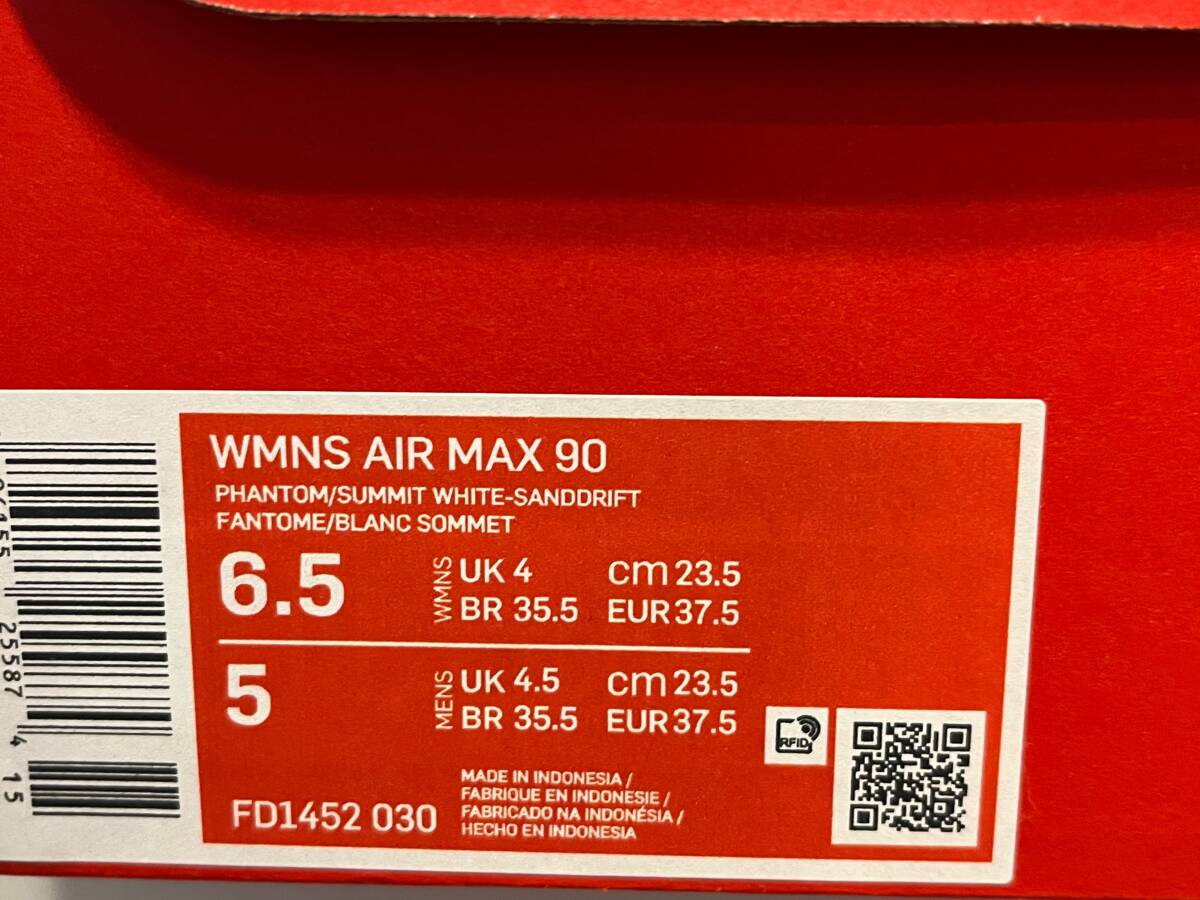 WMNS AIR MAX 90
PHANTOM/SUMMIT WHITE-SANDDRIFT
FANTOME/BLANC SOMMET
6.5
WMNS
UK 4 cm 23.5
BR 35.5 EUR 37.5
5
MENS
UK 4.5 cm 23.5
BR 35.5 EUR 37.5
FD1452 030
MADE IN INDONESIA /
FABRIQUE EN INDONESIE /
FABRICADO NA INDONÉSIA /
HECHO EN INDONESIA
RFID
25587 4 15